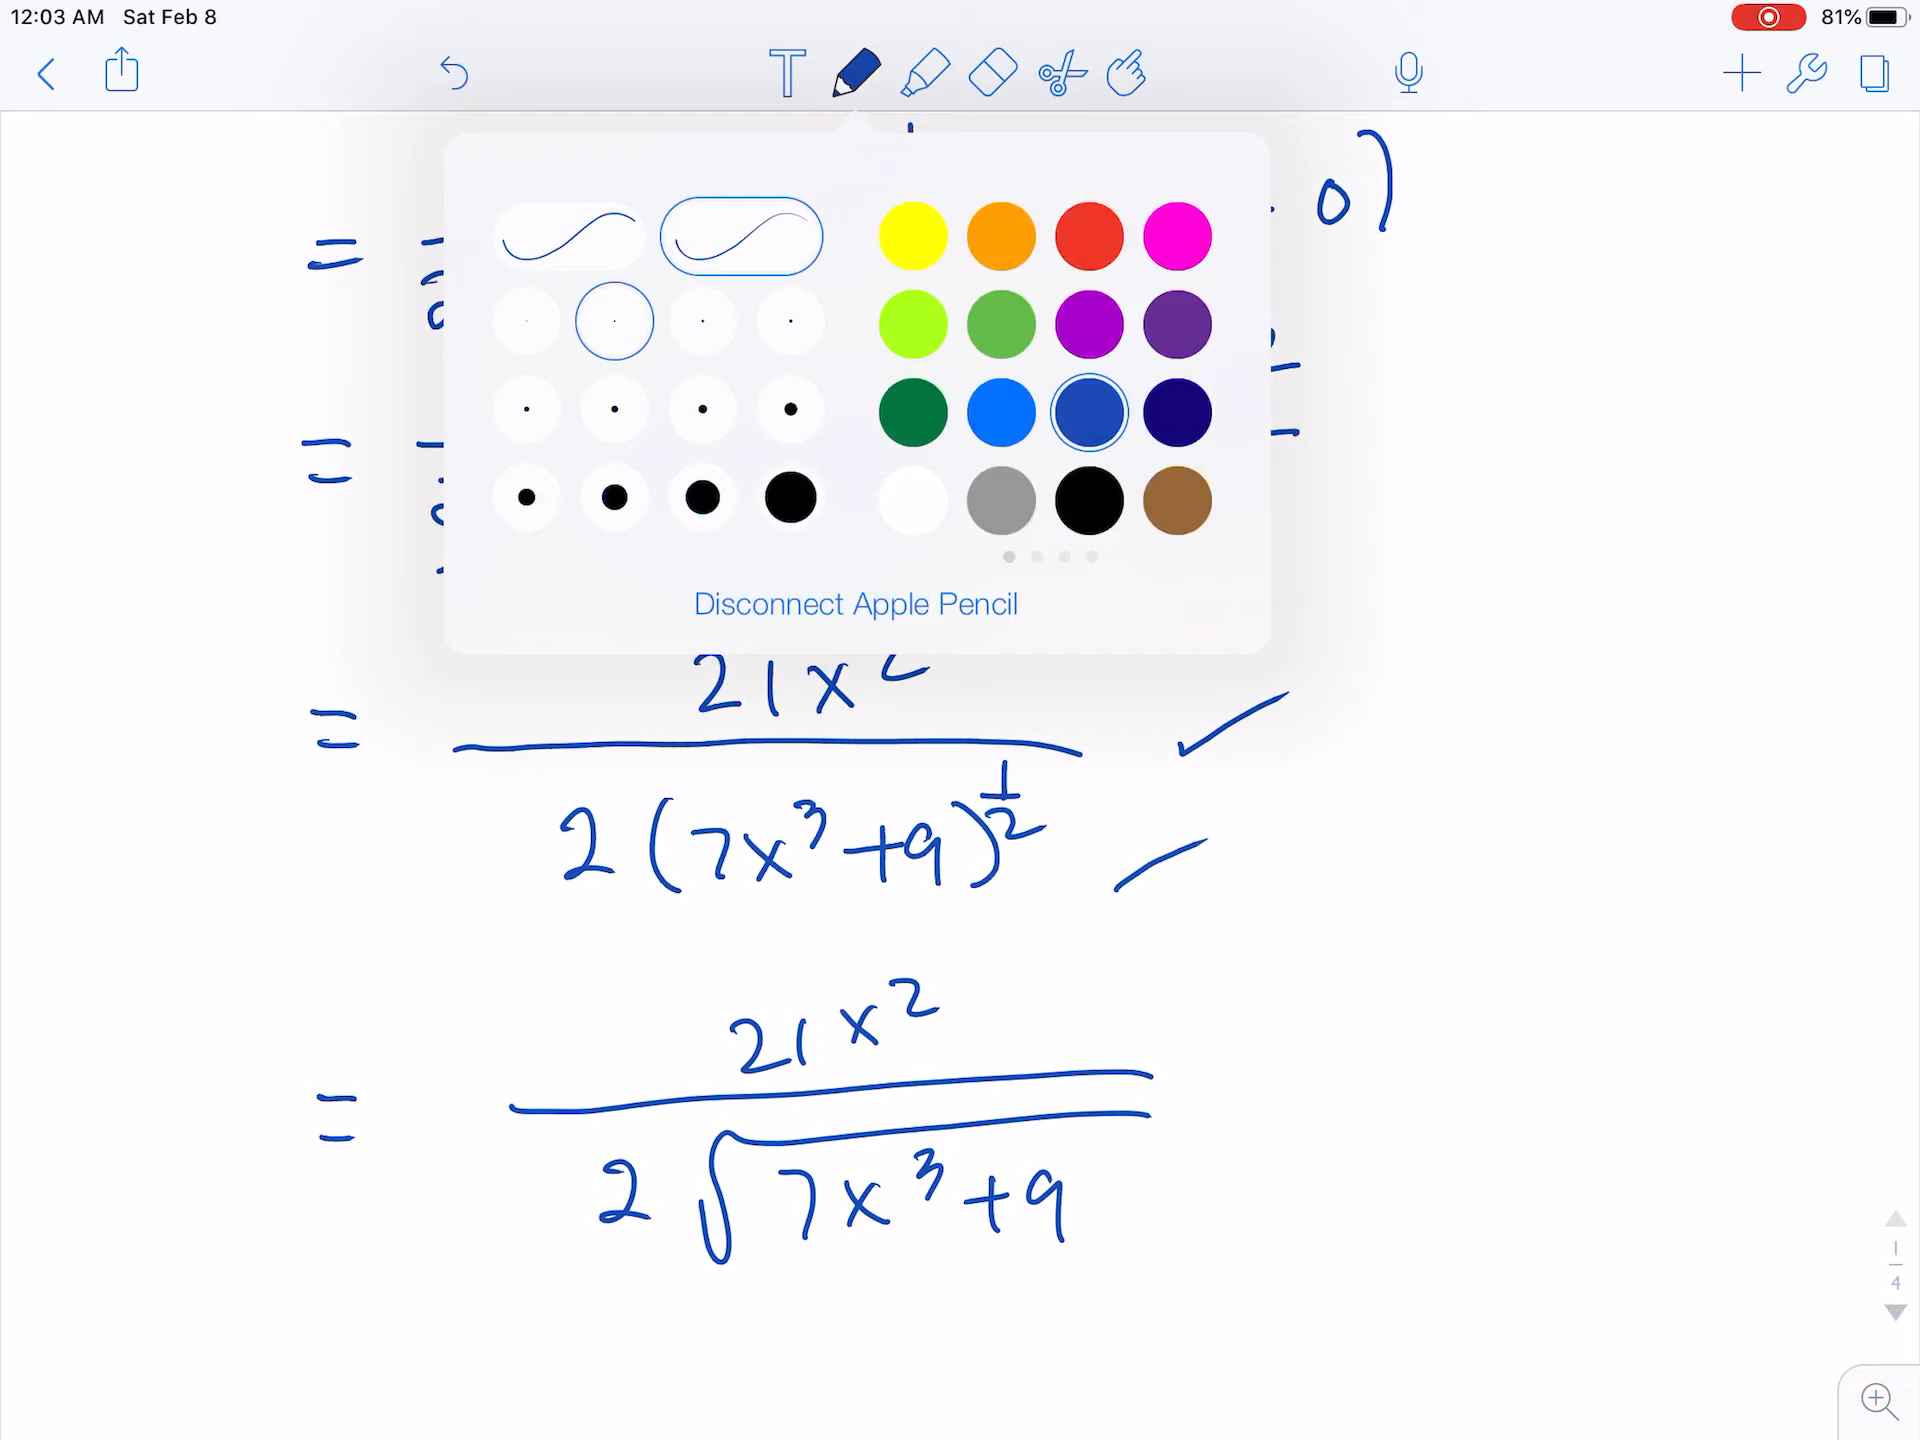 12:03 AM Sat Feb 8 81%
T
0)
=
=
Disconnect Apple Pencil
= 21x²
2(7x³+9)^1/2
= 21x²
2√7x³+9
1
4